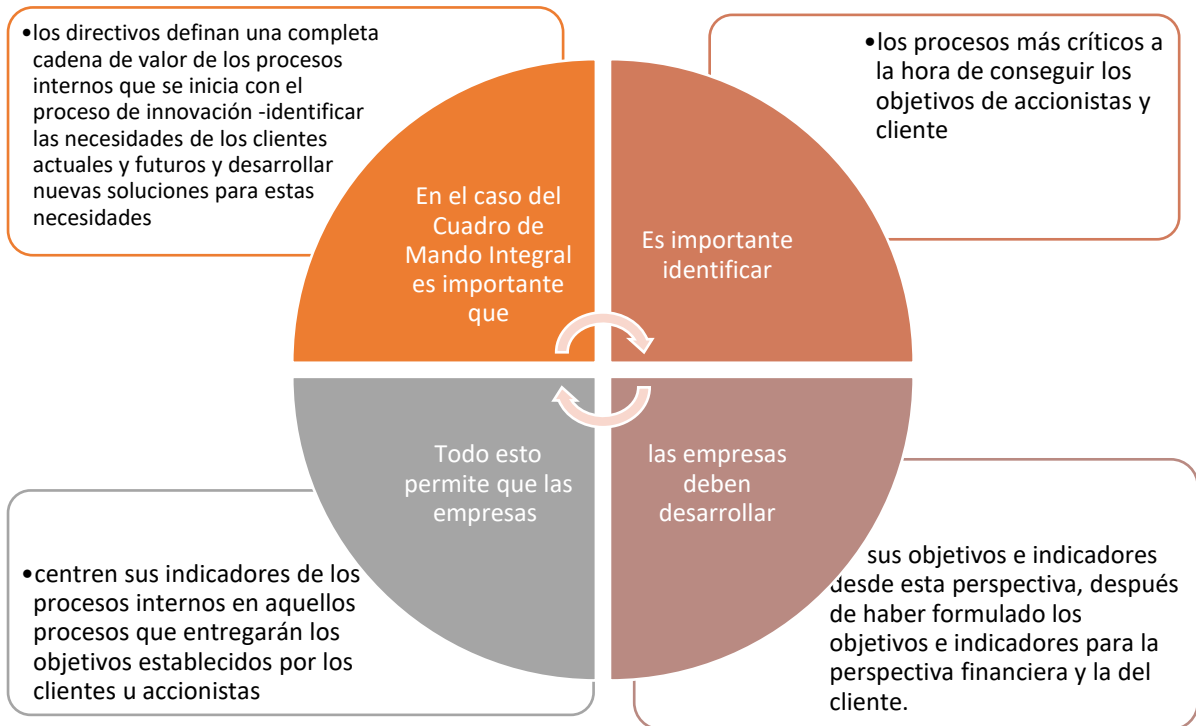 •los directivos definan una completa
cadena de valor de los procesos
internos que se inicia con el
proceso de innovación -identificar
las necesidades de los clientes
actuales y futuros y desarrollar
nuevas soluciones para estas
necesidades
En el caso del
Cuadro de
Mando Integral
es importante
que
•los procesos más críticos a
la hora de conseguir los
objetivos de accionistas y
cliente
Es importante
identificar
las empresas
deben
desarrollar
sus objetivos e indicadores
desde esta perspectiva, después
de haber formulado los
objetivos e indicadores para la
perspectiva financiera y la del
cliente.
Todo esto
permite que las
empresas
•centren sus indicadores de los
procesos internos en aquellos
procesos que entregarán los
objetivos establecidos por los
clientes u accionistas